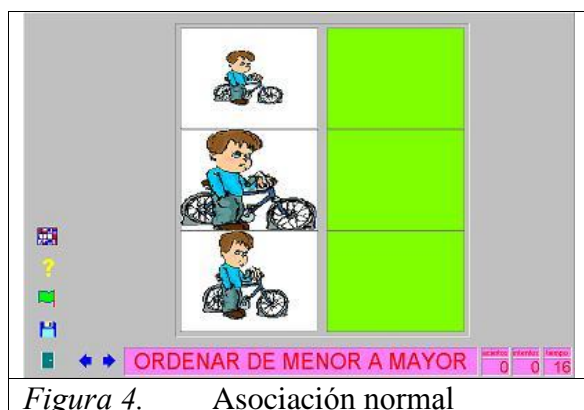 ?
ORDENAR DE MENOR A MAYOR
aciertos intentos tiempo
0 0 16
Figura 4. Asociación normal